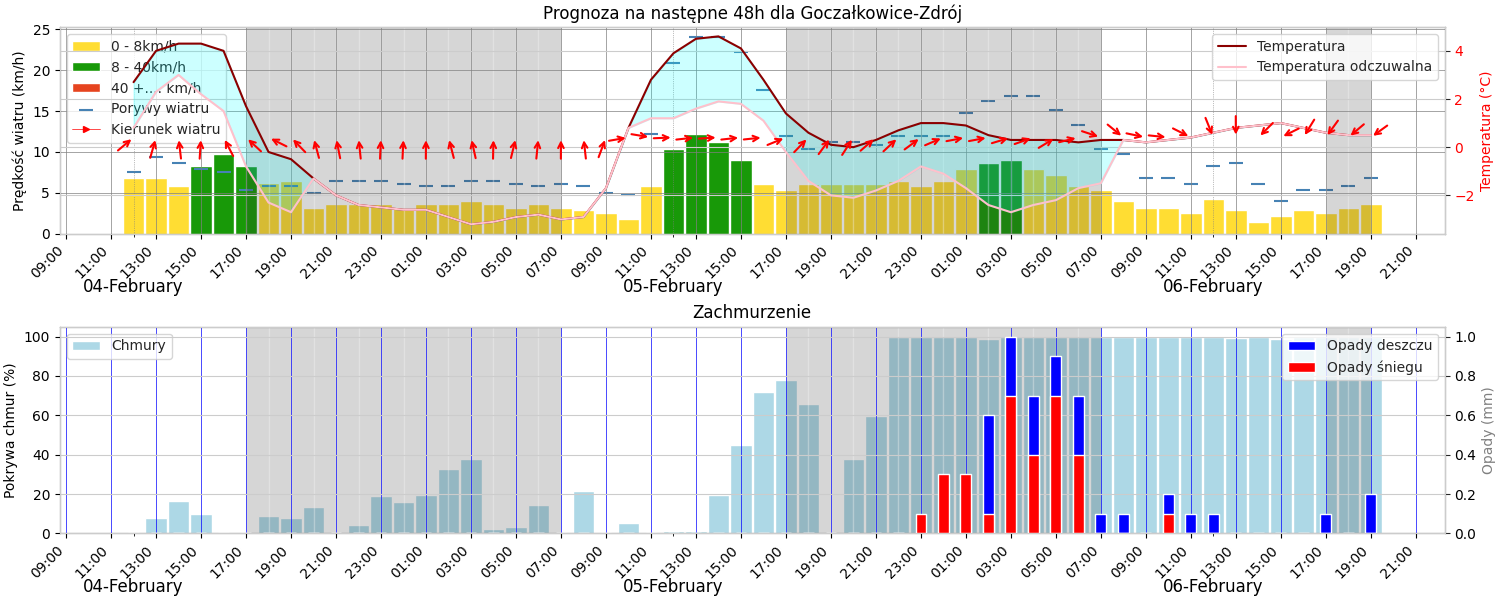 Prognoza na następne 48h dla Goczałkowice-Zdrój
Prędkość wiatru (km/h)
25
20
15
10
5
0
0 - 8km/h
8 - 40km/h
40 +.... km/h
Porywy wiatru
Kierunek wiatru
Temperatura
Temperatura odczuwalna
4
2
0
−2
Temperatura (°C)
09:00 11:00 13:00 15:00 17:00 19:00 21:00 23:00 01:00 03:00 05:00 07:00 09:00 11:00 13:00 15:00 17:00 19:00 21:00 23:00 01:00 03:00 05:00 07:00 09:00 11:00 13:00 15:00 17:00 19:00 21:00
04-February 05-February 06-February
Zachmurzenie
Pokrywa chmur (%)
100
80
60
40
20
0
Chmury
Opady deszczu
Opady śniegu
1.0
0.8
0.6
0.4
0.2
0.0
Opady (mm)
09:00 11:00 13:00 15:00 17:00 19:00 21:00 23:00 01:00 03:00 05:00 07:00 09:00 11:00 13:00 15:00 17:00 19:00 21:00 23:00 01:00 03:00 05:00 07:00 09:00 11:00 13:00 15:00 17:00 19:00 21:00
04-February 05-February 06-February